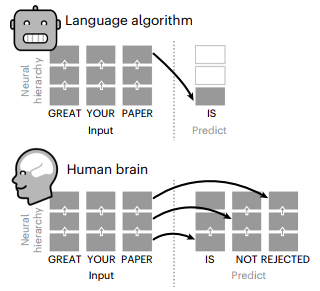 Language algorithm
Neural
hierarchy
GREAT YOUR PAPER IS
Input Predict
Human brain
Neural
hierarchy
GREAT YOUR PAPER IS NOT REJECTED
Input Predict